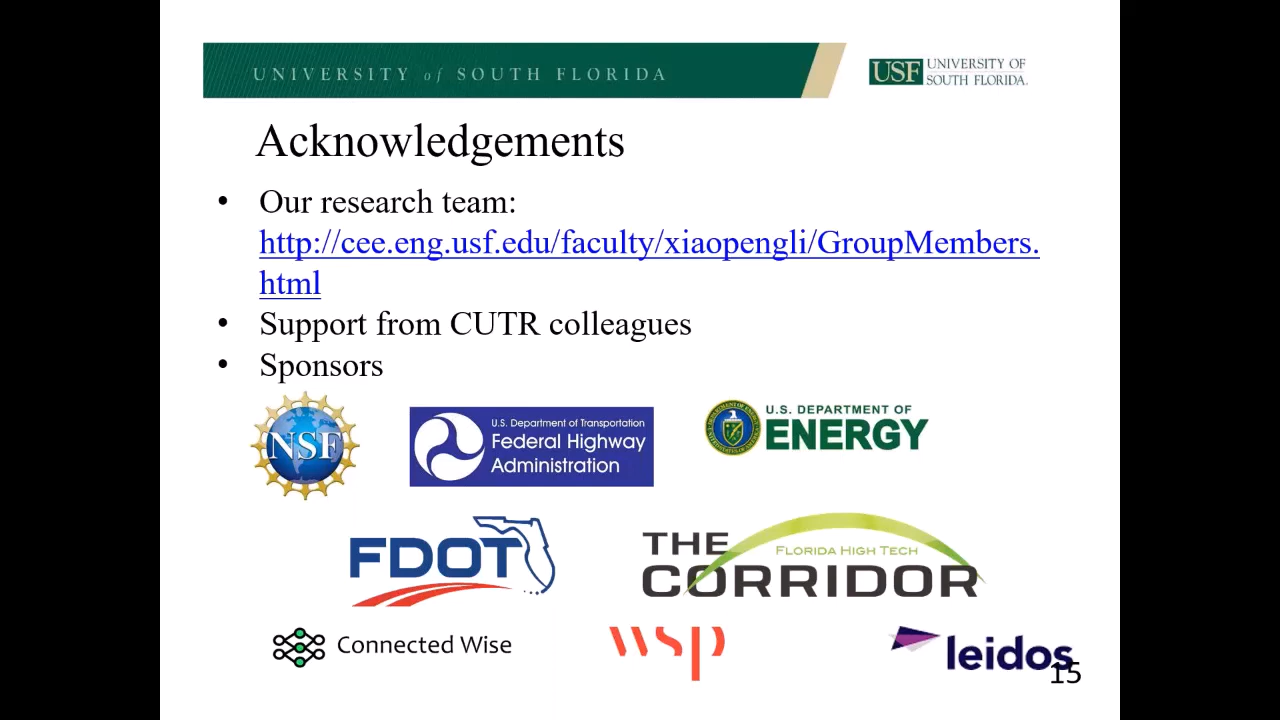 UNIVERSITY of SOUTH FLORIDA
USF UNIVERSITY OF
SOUTH FLORIDA.
Acknowledgements
• Our research team:
http://cee.eng.usf.edu/faculty/xiaopengli/GroupMembers.
html
• Support from CUTR colleagues
• Sponsors
NSF
U.S. Department of Transportation
Federal Highway
Administration
U.S. DEPARTMENT OF
ENERGY
FDOT
THE
FLORIDA HIGH TECH
CORRIDOR
Connected Wise
wsp
leidos
15